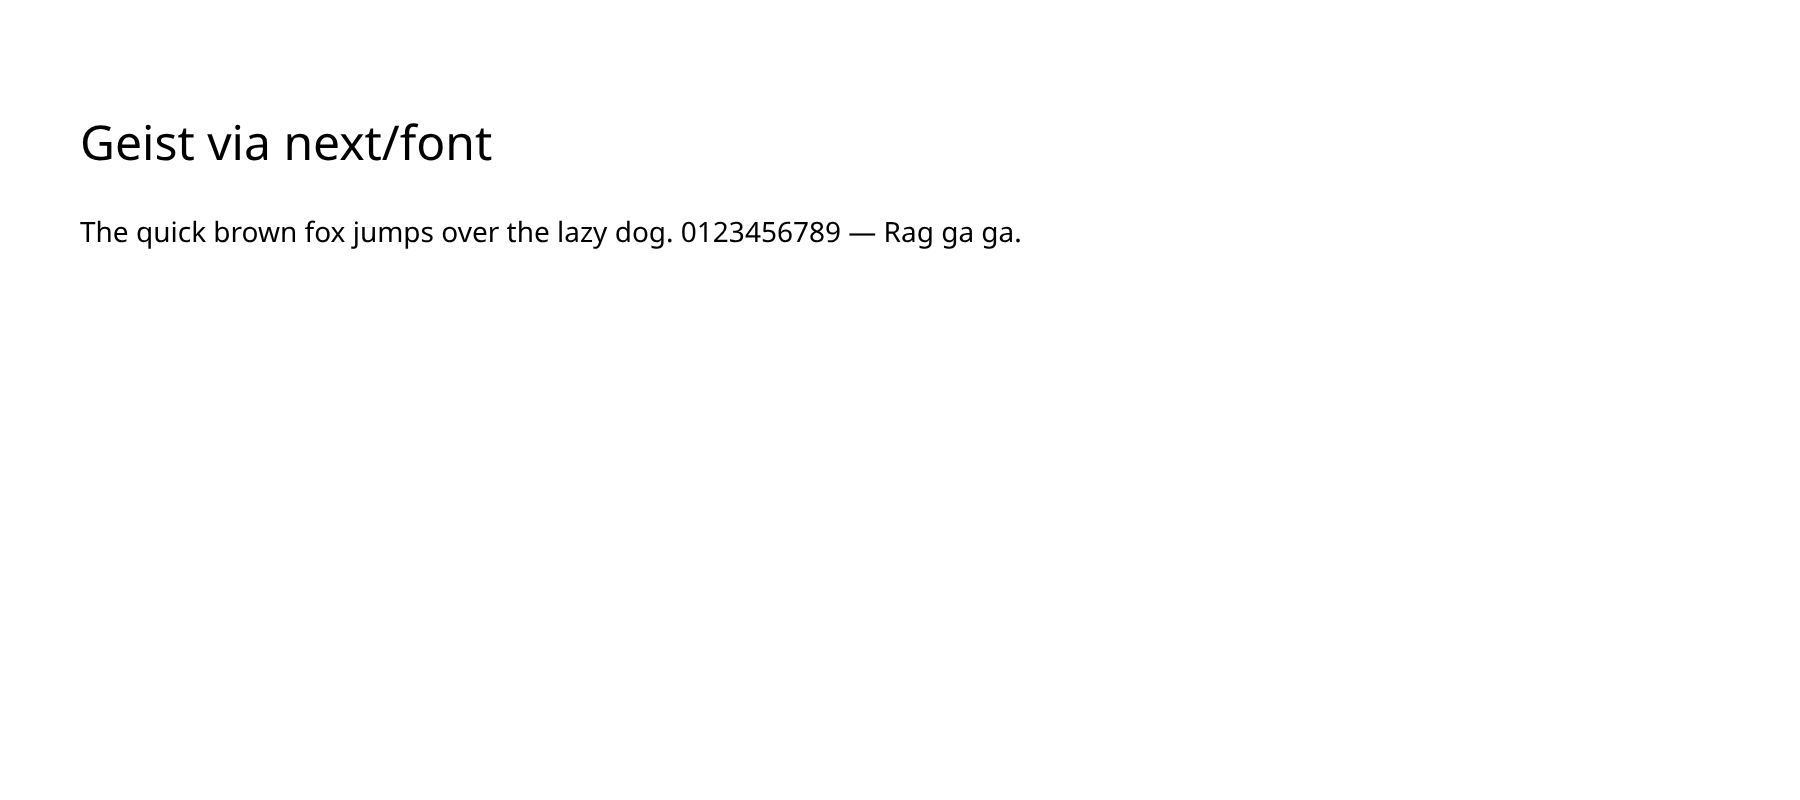 Geist via next/font
The quick brown fox jumps over the lazy dog. 0123456789 — Rag ga ga.